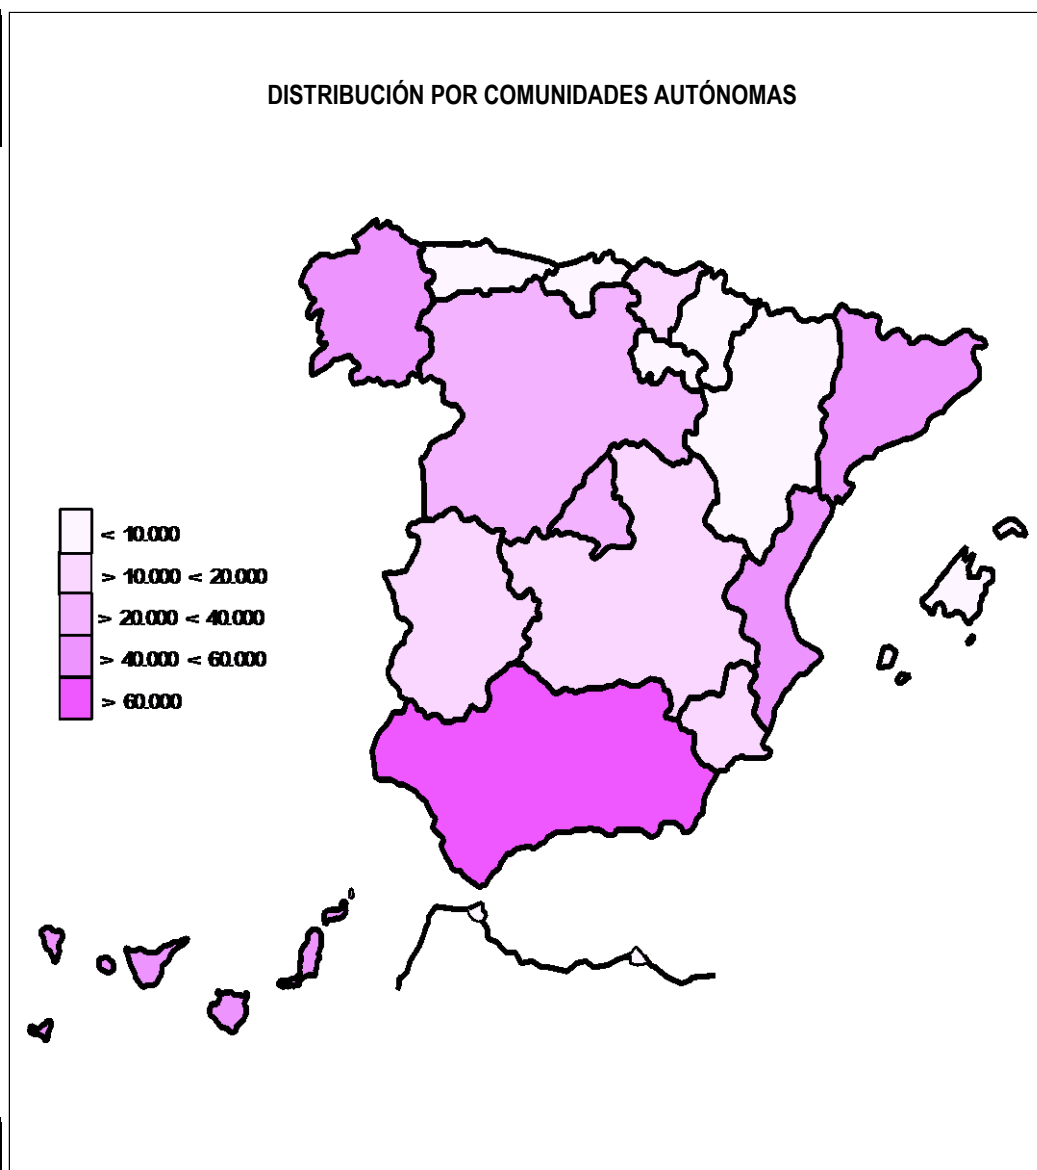 DISTRIBUCIÓN POR COMUNIDADES AUTÓNOMAS
< 10.000
> 10.000 < 20.000
> 20.000 < 40.000
> 40.000 < 60.000
> 60.000